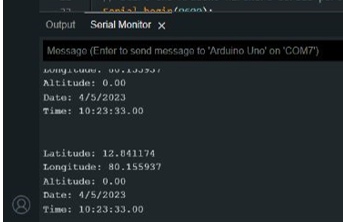 Serial.begin(9600)
Output Serial Monitor
Message (Enter to send message to 'Arduino Uno' on 'COM7')
Longitude: 80.155937
Altitude: 0.00
Date: 4/5/2023
Time: 10:23:33.00
Latitude: 12.841174
Longitude: 80.155937
Altitude: 0.00
Date: 4/5/2023
Time: 10:23:33.00